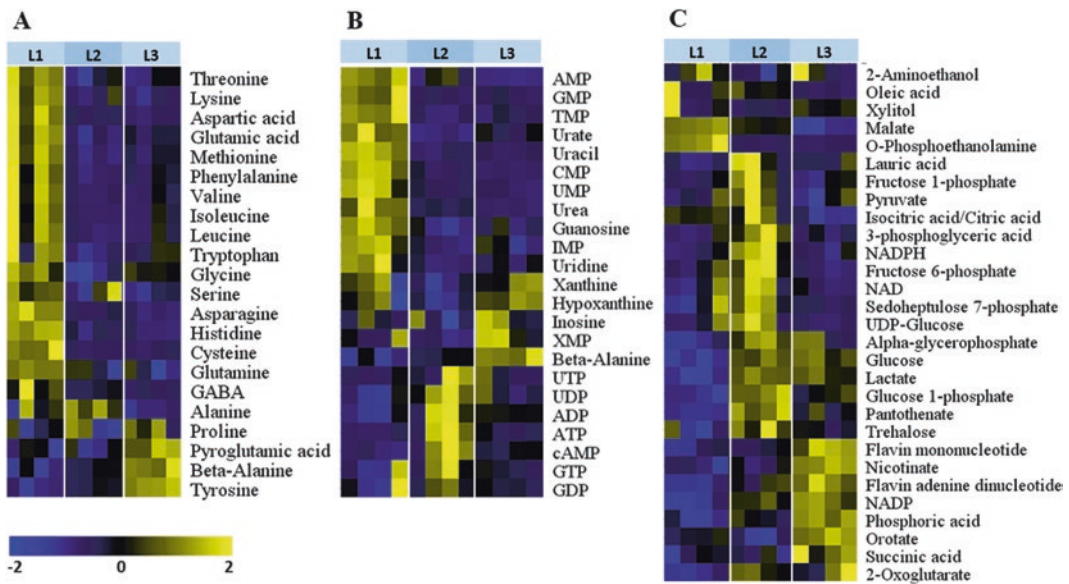 A
L1 L2 L3
Threonine
Lysine
Aspartic acid
Glutamic acid
Methionine
Phenylalanine
Valine
Isoleucine
Leucine
Tryptophan
Glycine
Serine
Asparagine
Histidine
Cysteine
Glutamine
GABA
Alanine
Proline
Pyroglutamic acid
Beta-Alanine
Tyrosine
-2 0 2
B
L1 L2 L3
AMP
GMP
TMP
Urate
Uracil
CMP
UMP
Urea
Guanosine
IMP
Uridine
Xanthine
Hypoxanthine
Inosine
XMP
Beta-Alanine
UTP
UDP
ADP
ATP
cAMP
GTP
GDP
C
L1 L2 L3
2-Aminoethanol
Oleic acid
Xylitol
Malate
O-Phosphoethanolamine
Lauric acid
Fructose 1-phosphate
Pyruvate
Isocitric acid/Citric acid
3-phosphoglyceric acid
NADPH
Fructose 6-phosphate
NAD
Sedoheptulose 7-phosphate
UDP-Glucose
Alpha-glycerophosphate
Glucose
Lactate
Glucose 1-phosphate
Pantothenate
Trehalose
Flavin mononucleotide
Nicotinate
Flavin adenine dinucleotide
NADP
Phosphoric acid
Orotate
Succinic acid
2-Oxoglutarate